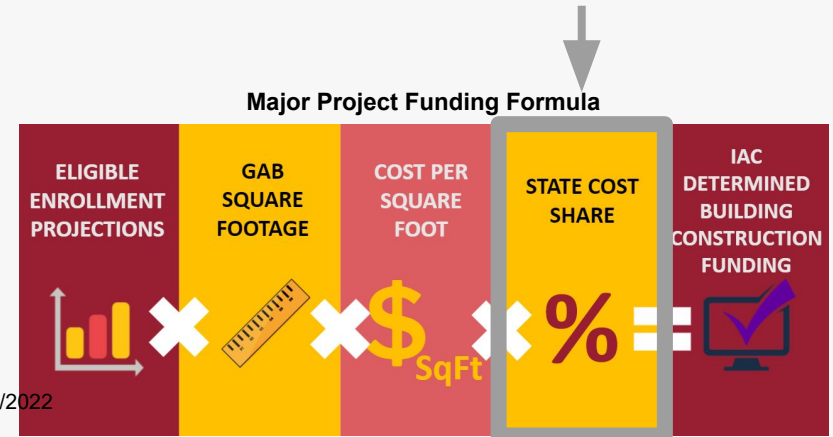 Major Project Funding Formula
ELIGIBLE
ENROLLMENT
PROJECTIONS
GAB
SQUARE
FOOTAGE
COST PER
SQUARE
FOOT
STATE COST
SHARE
IAC
DETERMINED
BUILDING
CONSTRUCTION
FUNDING
$
SqFt
%
/2022